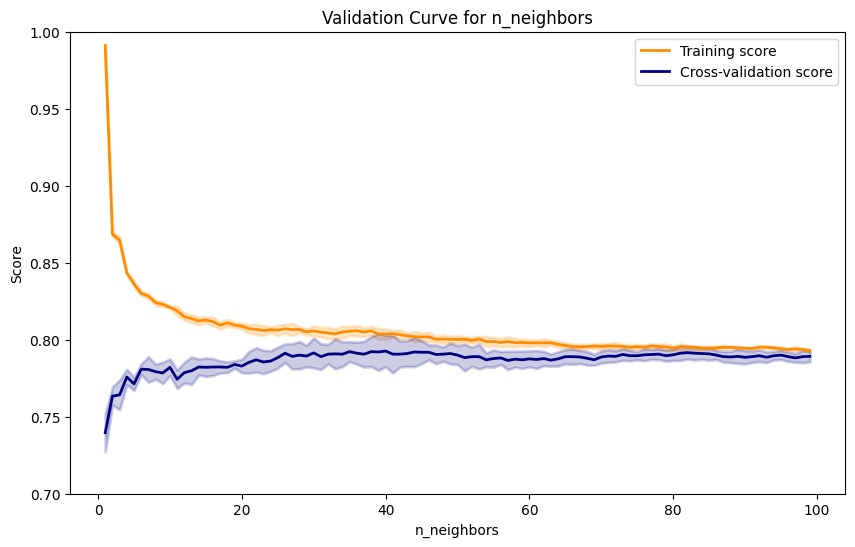 Validation Curve for n_neighbors
1.00
0.95
0.90
0.85
0.80
0.75
0.70
Score
Training score
Cross-validation score
0 20 40 60 80 100
n_neighbors